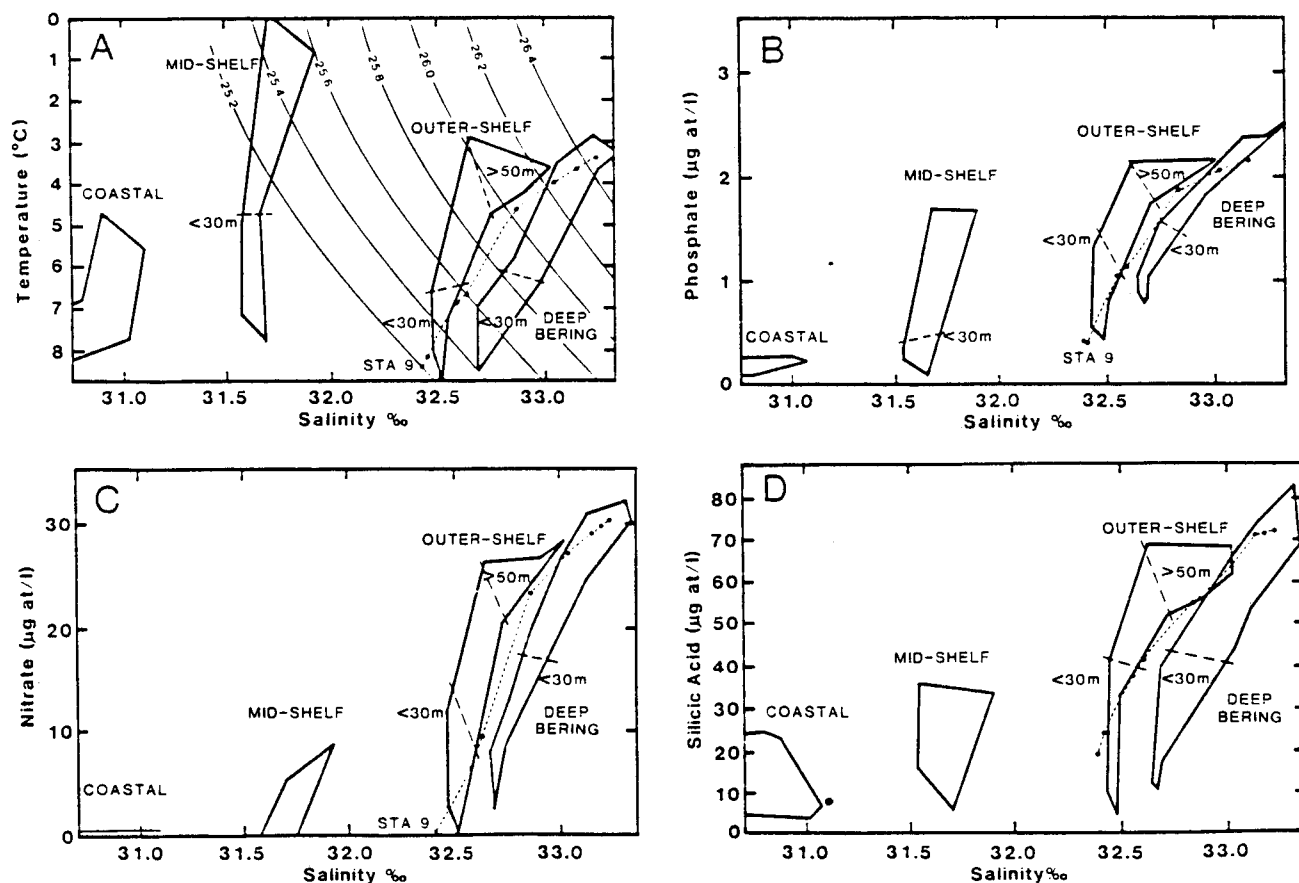 A
Temperature (°C)
0
1
2
3
4
5
6
7
8
MID-SHELF
25.2
25.4
25.6
25.8
26.0
26.2
26.4
OUTER-SHELF
>50m
COASTAL
<30m
<30m
<30m
DEEP
BERING
STA 9
31.0 31.5 32.0 32.5 33.0
Salinity ‰
B
Phosphate (µg at/l)
3
2
1
0
OUTER-SHELF
>50m
MID-SHELF
<30m
DEEP
BERING
<30m
COASTAL
<30m
STA 9
31.0 31.5 32.0 32.5 33.0
Salinity ‰
C
Nitrate (µg at/l)
30
20
10
0
OUTER-SHELF
>50m
MID-SHELF
<30m
<30m
DEEP
BERING
COASTAL
STA 9
31.0 31.5 32.0 32.5 33.0
Salinity ‰
D
Silicic Acid (µg at/l)
80
70
60
50
40
30
20
10
0
OUTER-SHELF
>50m
MID-SHELF
<30m
<30m
COASTAL
DEEP
BERING
31.0 31.5 32.0 32.5 33.0
Salinity ‰